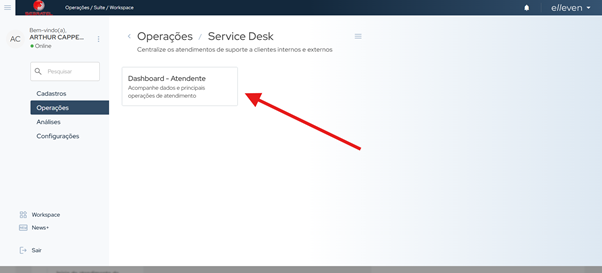 Operações / Suite / Workspace
elleven
Bem-vindo(a),
ARTHUR CAPPE...
Online
AC
Pesquisar
Cadastros
Operações
Análises
Configurações
Workspace
News+
Sair
Operações / Service Desk
Centralize os atendimentos de suporte a clientes internos e externos.
Dashboard - Atendente
Acompanhe dados e principais
operações de atendimento